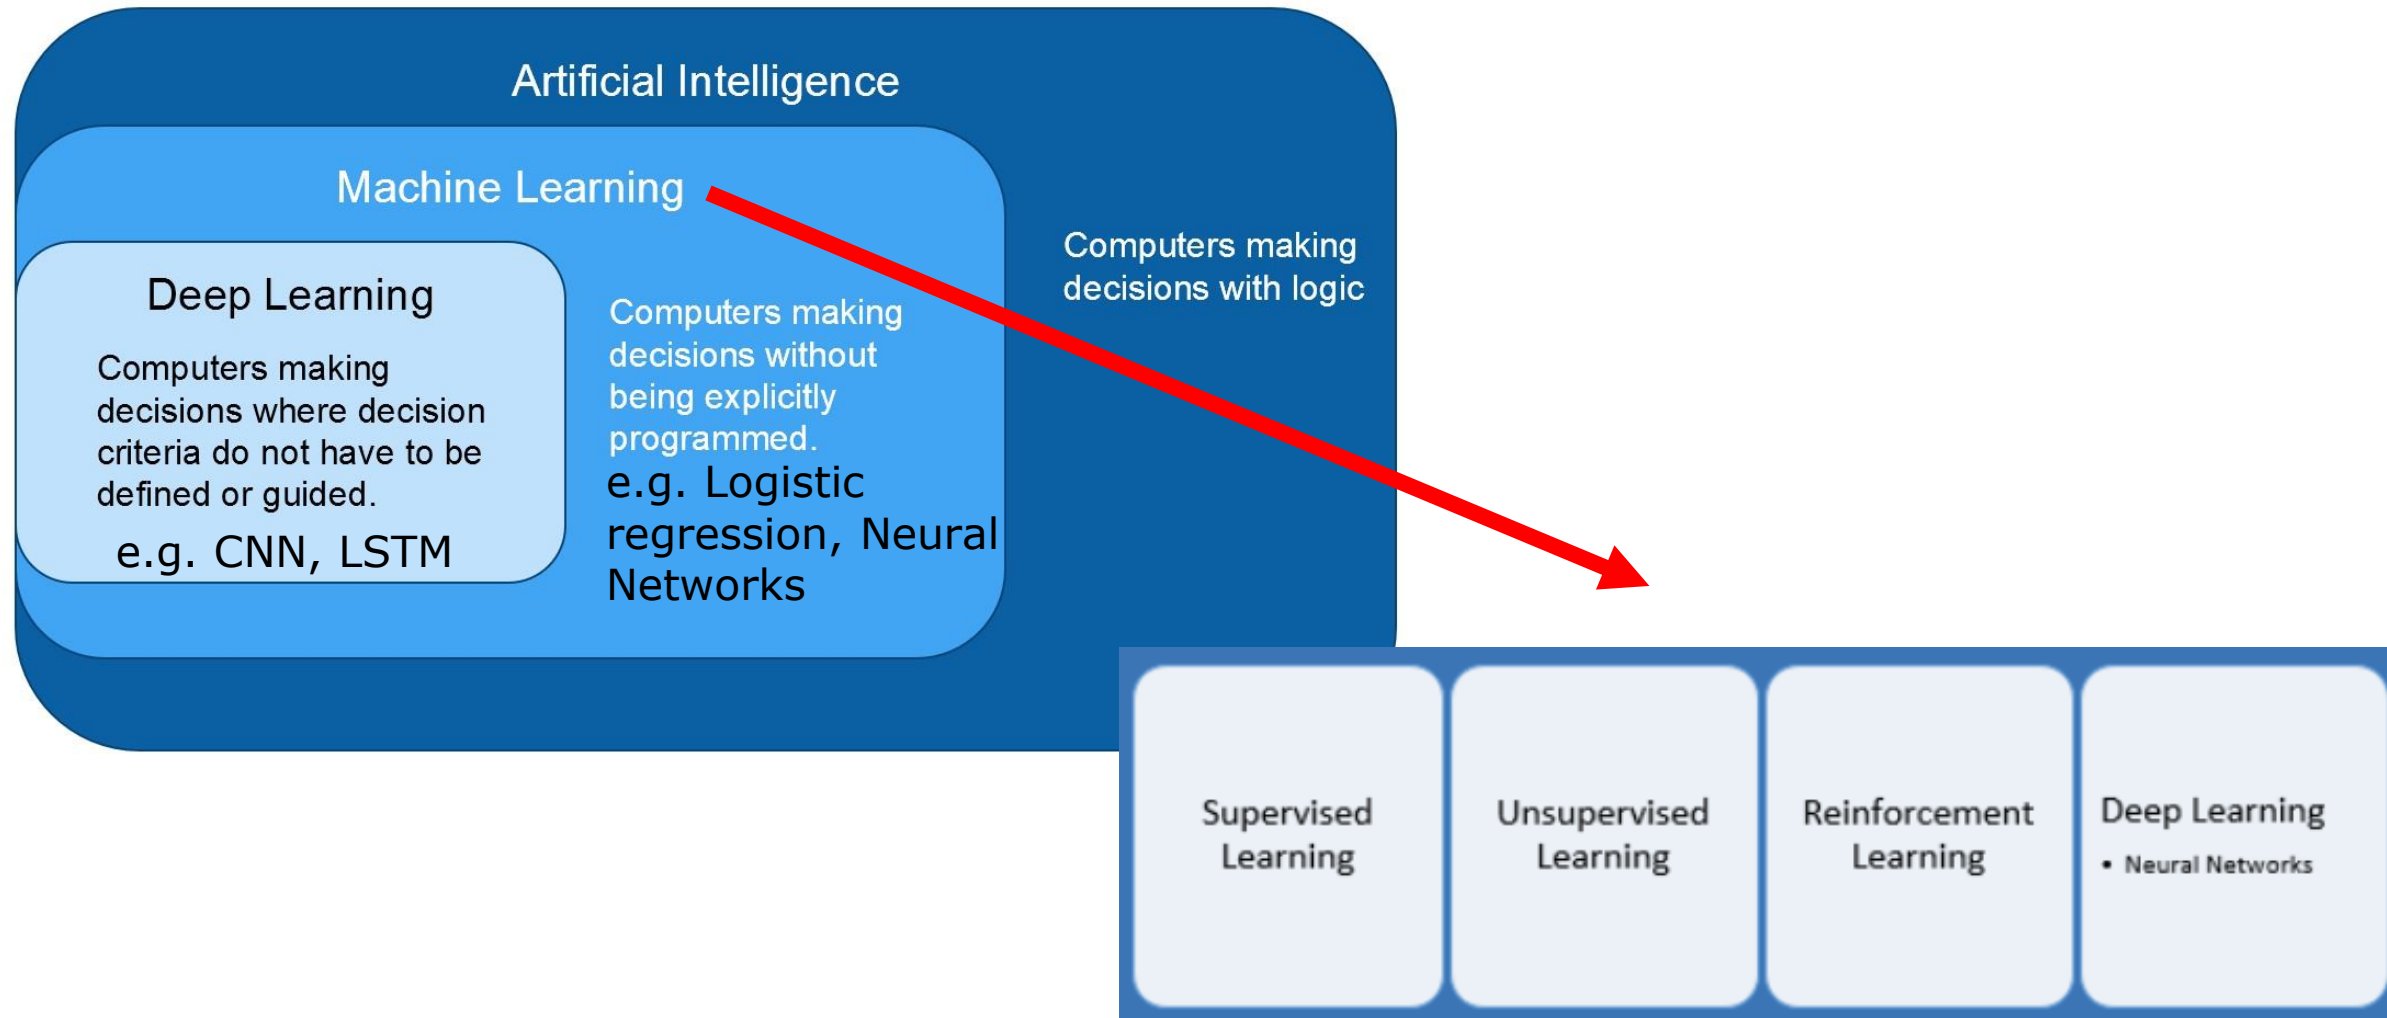 Artificial Intelligence
Machine Learning
Deep Learning
Computers making
decisions where decision
criteria do not have to be
defined or guided.
e.g. CNN, LSTM
Computers making
decisions without
being explicitly
programmed.
e.g. Logistic
regression, Neural
Networks
Computers making
decisions with logic
Supervised
Learning
Unsupervised
Learning
Reinforcement
Learning
Deep Learning
• Neural Networks